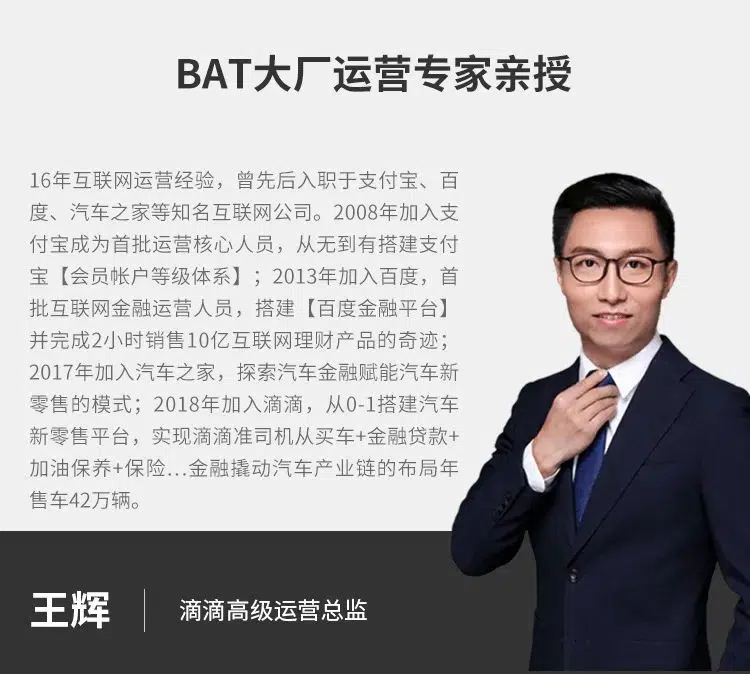 BAT大厂运营专家亲授
16年互联网运营经验，曾先后入职于支付宝、百
度、汽车之家等知名互联网公司。2008年加入支
付宝成为首批运营核心人员，从无到有搭建支付
宝【会员帐户等级体系】；2013年加入百度，首
批互联网金融运营人员，搭建【百度金融平台】
并完成2小时销售10亿互联网理财产品的奇迹；
2017年加入汽车之家，探索汽车金融赋能汽车新
零售的模式；2018年加入滴滴，从0-1搭建汽车
新零售平台，实现滴滴准司机从买车+金融贷款+
加油保养+保险…金融撬动汽车产业链的布局年
售车42万辆。
王辉
滴滴高级运营总监